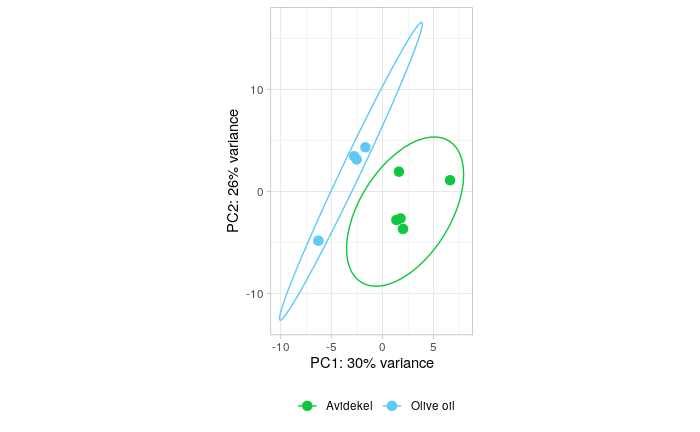 10
0
-10
PC2: 26% variance
-10 -5 0 5
PC1: 30% variance
Avidekel Olive oil